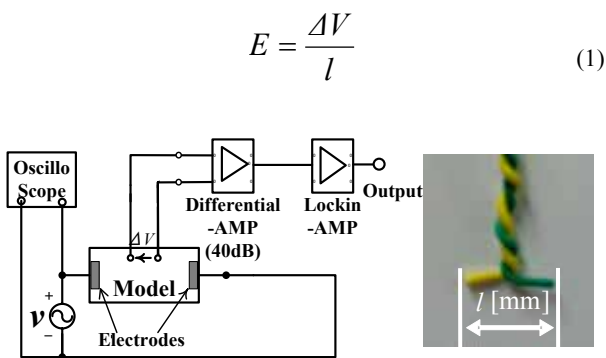 E = ΔV / l (1)
Oscillo
Scope
Differential
-AMP
(40dB)
Lockin
-AMP
Output
ΔV
Model
Electrodes
+
v
−
l [mm]